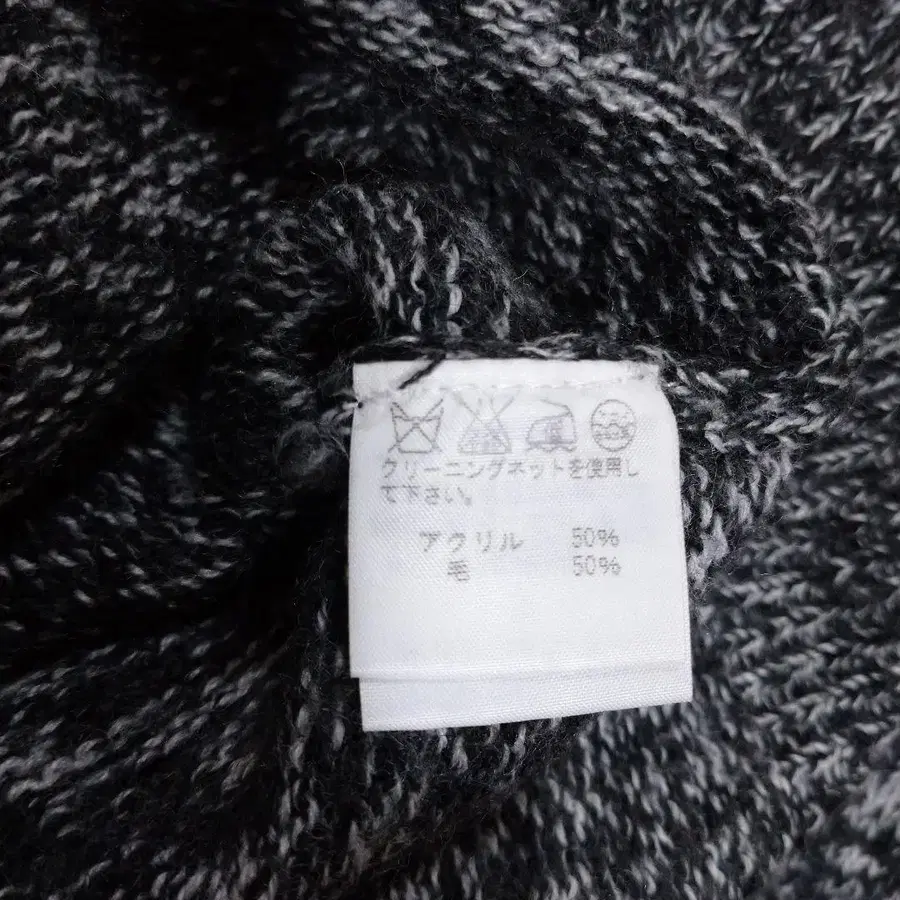 クリーニングネットを使用し
て下さい。
アクリル 50%
毛 50%